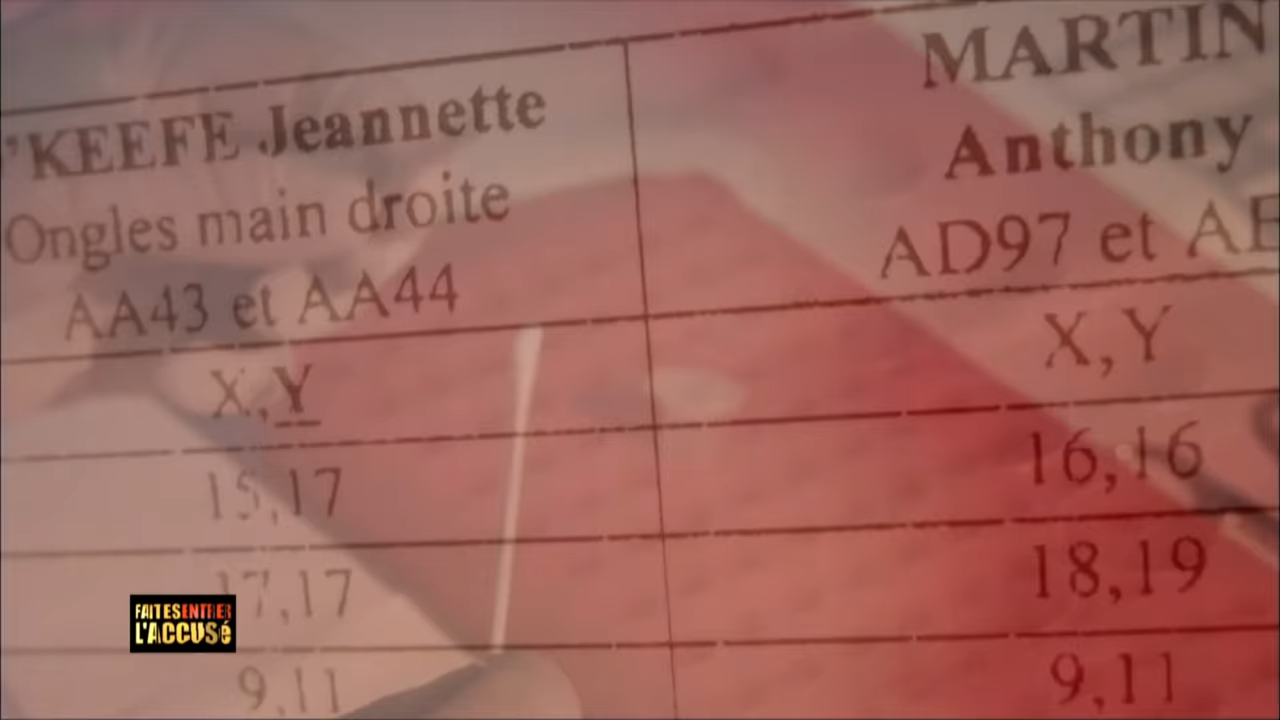 'KEEFE Jeannette
Ongles main droite
AA43 et AA44
MARTIN
Anthony
AD97 et AE
X,Y
X,Y
15,17
16,16
17,17
18,19
9,11
9,11
FAITES ENTRER
L'ACCUSé